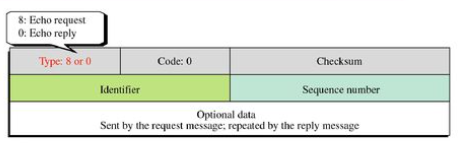 8: Echo request
0: Echo reply
Type: 8 or 0 Code: 0 Checksum
Identifier Sequence number
Optional data
Sent by the request message; repeated by the reply message